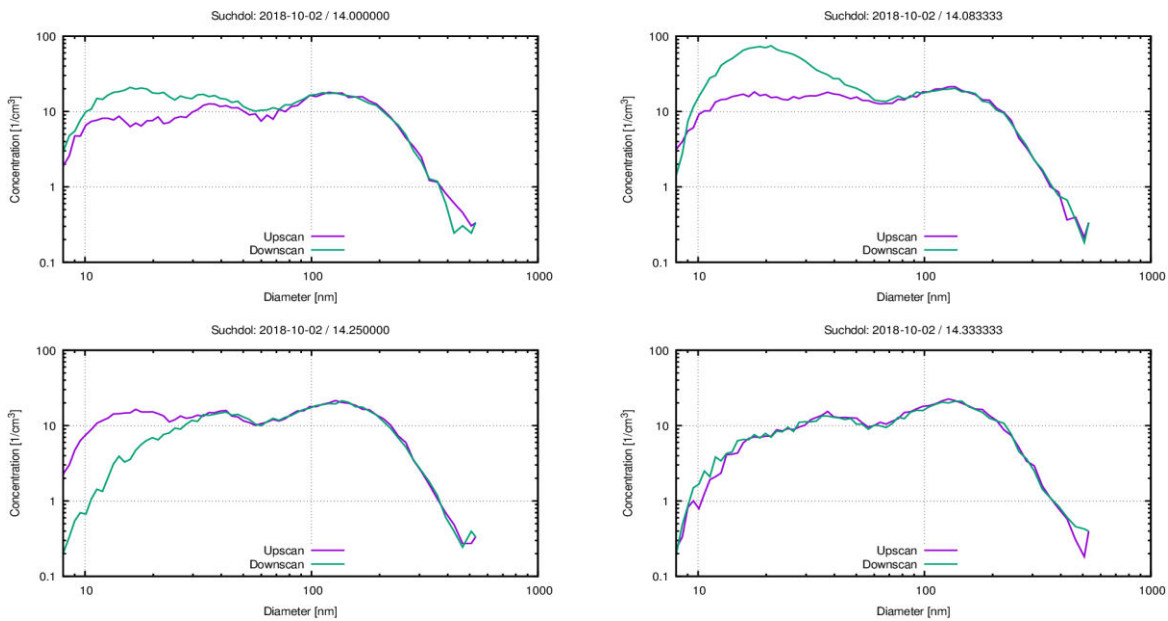 Suchdol: 2018-10-02 / 14.000000
100
10
1
0.1
Concentration [1/cm³]
Upscan
Downscan
10 100 1000
Diameter [nm]
Suchdol: 2018-10-02 / 14.083333
100
10
1
0.1
Concentration [1/cm³]
Upscan
Downscan
10 100 1000
Diameter [nm]
Suchdol: 2018-10-02 / 14.250000
100
10
1
0.1
Concentration [1/cm³]
Upscan
Downscan
10 100 1000
Diameter [nm]
Suchdol: 2018-10-02 / 14.333333
100
10
1
0.1
Concentration [1/cm³]
Upscan
Downscan
10 100 1000
Diameter [nm]